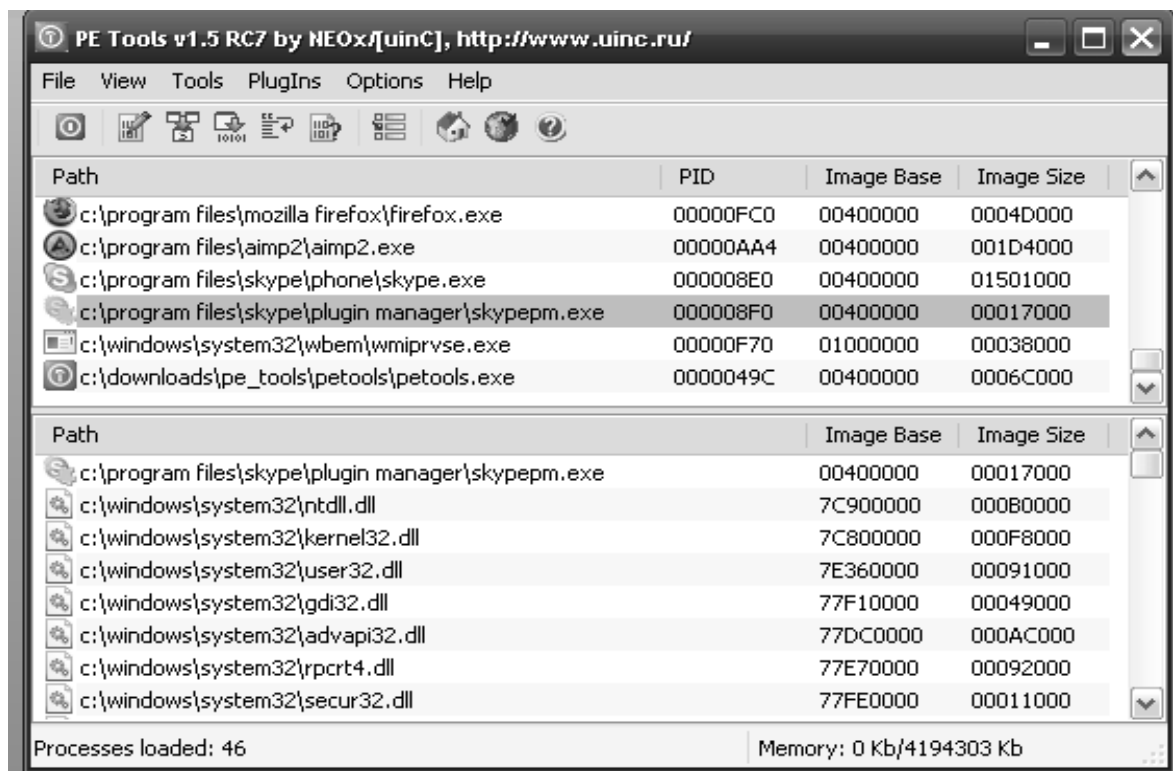 PE Tools v1.5 RC7 by NEOx/[uinC], http://www.uinc.ru/
File View Tools PlugIns Options Help
Path PID Image Base Image Size
c:\program files\mozilla firefox\firefox.exe 00000FC0 00400000 0004D000
c:\program files\aimp2\aimp2.exe 00000AA4 00400000 001D4000
c:\program files\skype\phone\skype.exe 000008E0 00400000 01501000
c:\program files\skype\plugin manager\skypepm.exe 000008F0 00400000 00017000
c:\windows\system32\wbem\wmiprvse.exe 00000F70 01000000 00038000
c:\downloads\pe_tools\petools\petools.exe 0000049C 00400000 0006C000
Path Image Base Image Size
c:\program files\skype\plugin manager\skypepm.exe 00400000 00017000
c:\windows\system32\ntdll.dll 7C900000 000B0000
c:\windows\system32\kernel32.dll 7C800000 000F8000
c:\windows\system32\user32.dll 7E360000 00091000
c:\windows\system32\gdi32.dll 77F10000 00049000
c:\windows\system32\advapi32.dll 77DC0000 000AC000
c:\windows\system32\rpcrt4.dll 77E70000 00092000
c:\windows\system32\secur32.dll 77FE0000 00011000
Processes loaded: 46 Memory: 0 Kb/4194303 Kb